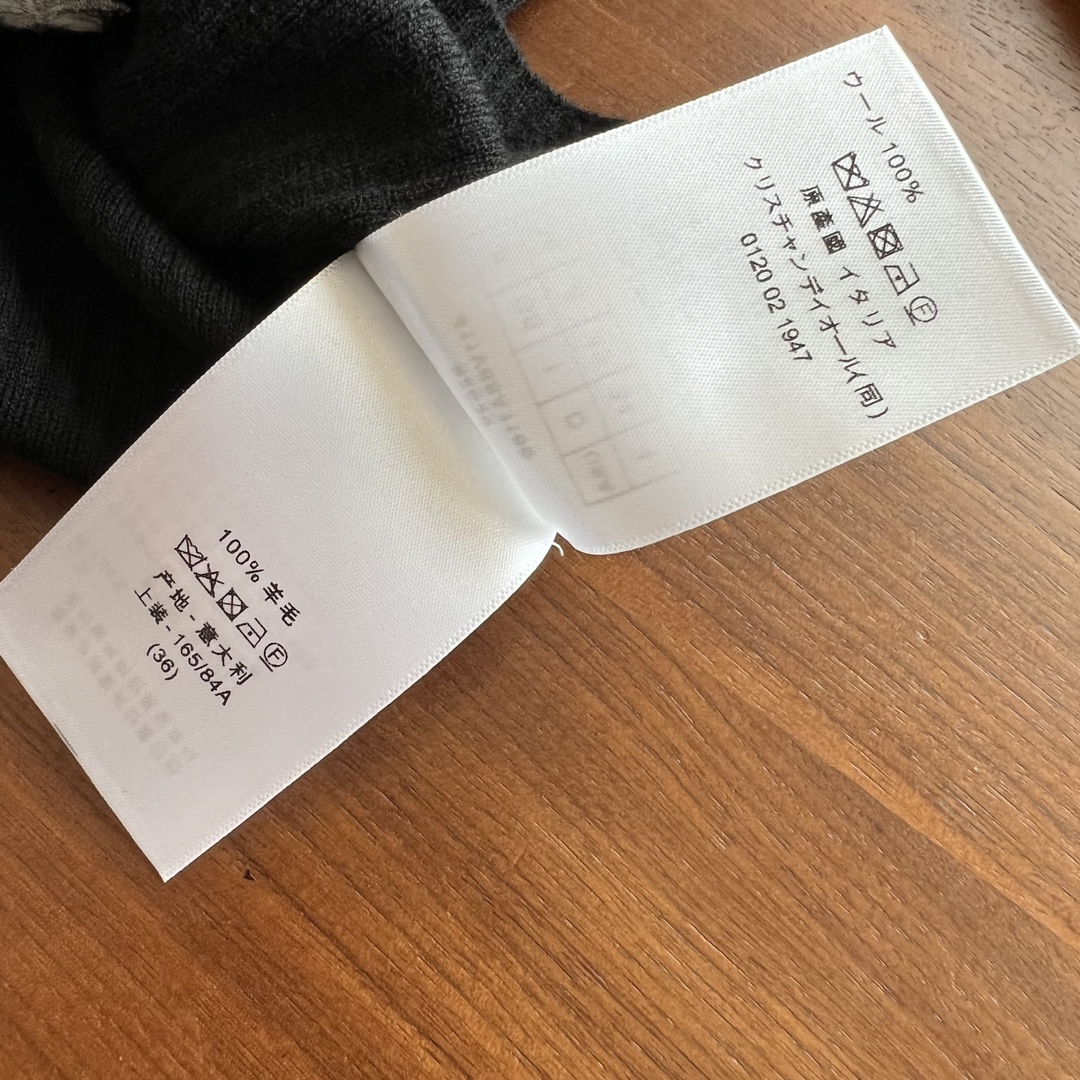 ウール 100%
原産國 イタリア
クリスチャンディオール(同)
0120 02 1947
100% 羊毛
F
产地 - 意大利
上装 - 165/84A
(36)